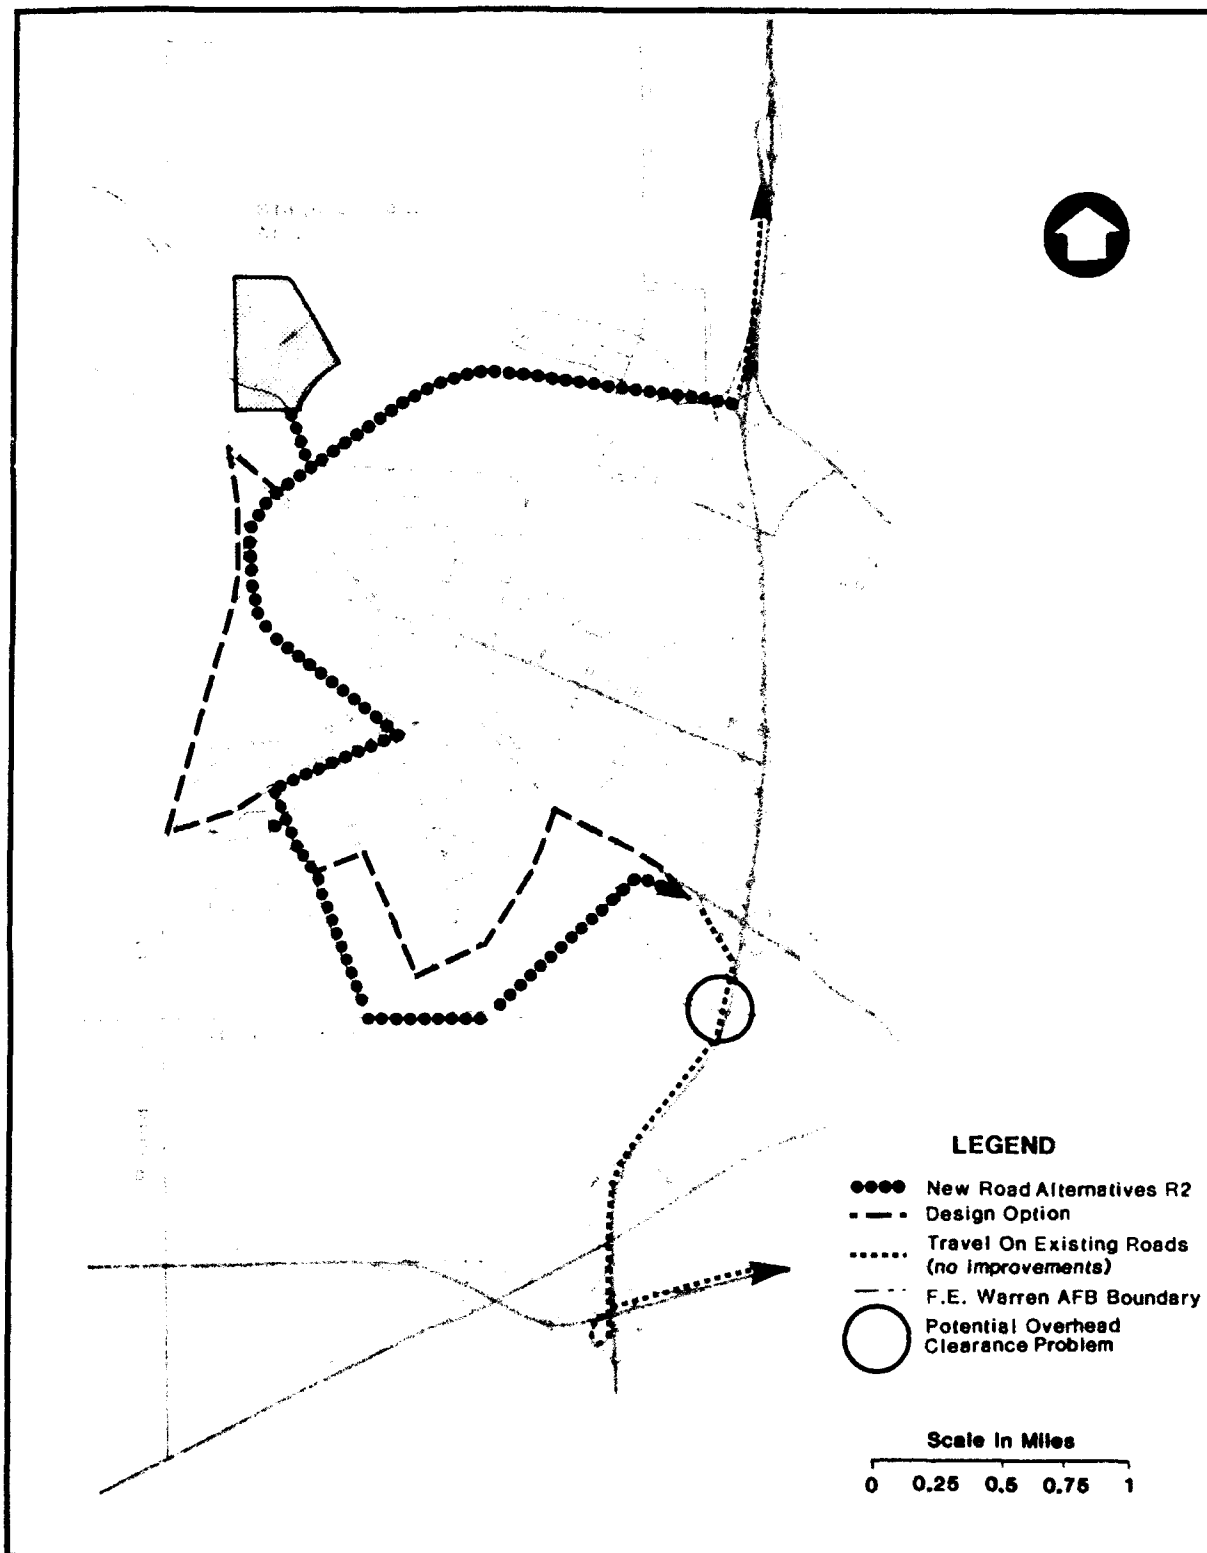 LEGEND
New Road Alternatives R2
Design Option
Travel On Existing Roads
(no improvements)
F.E. Warren AFB Boundary
Potential Overhead
Clearance Problem
Scale In Miles
0 0.25 0.5 0.75 1